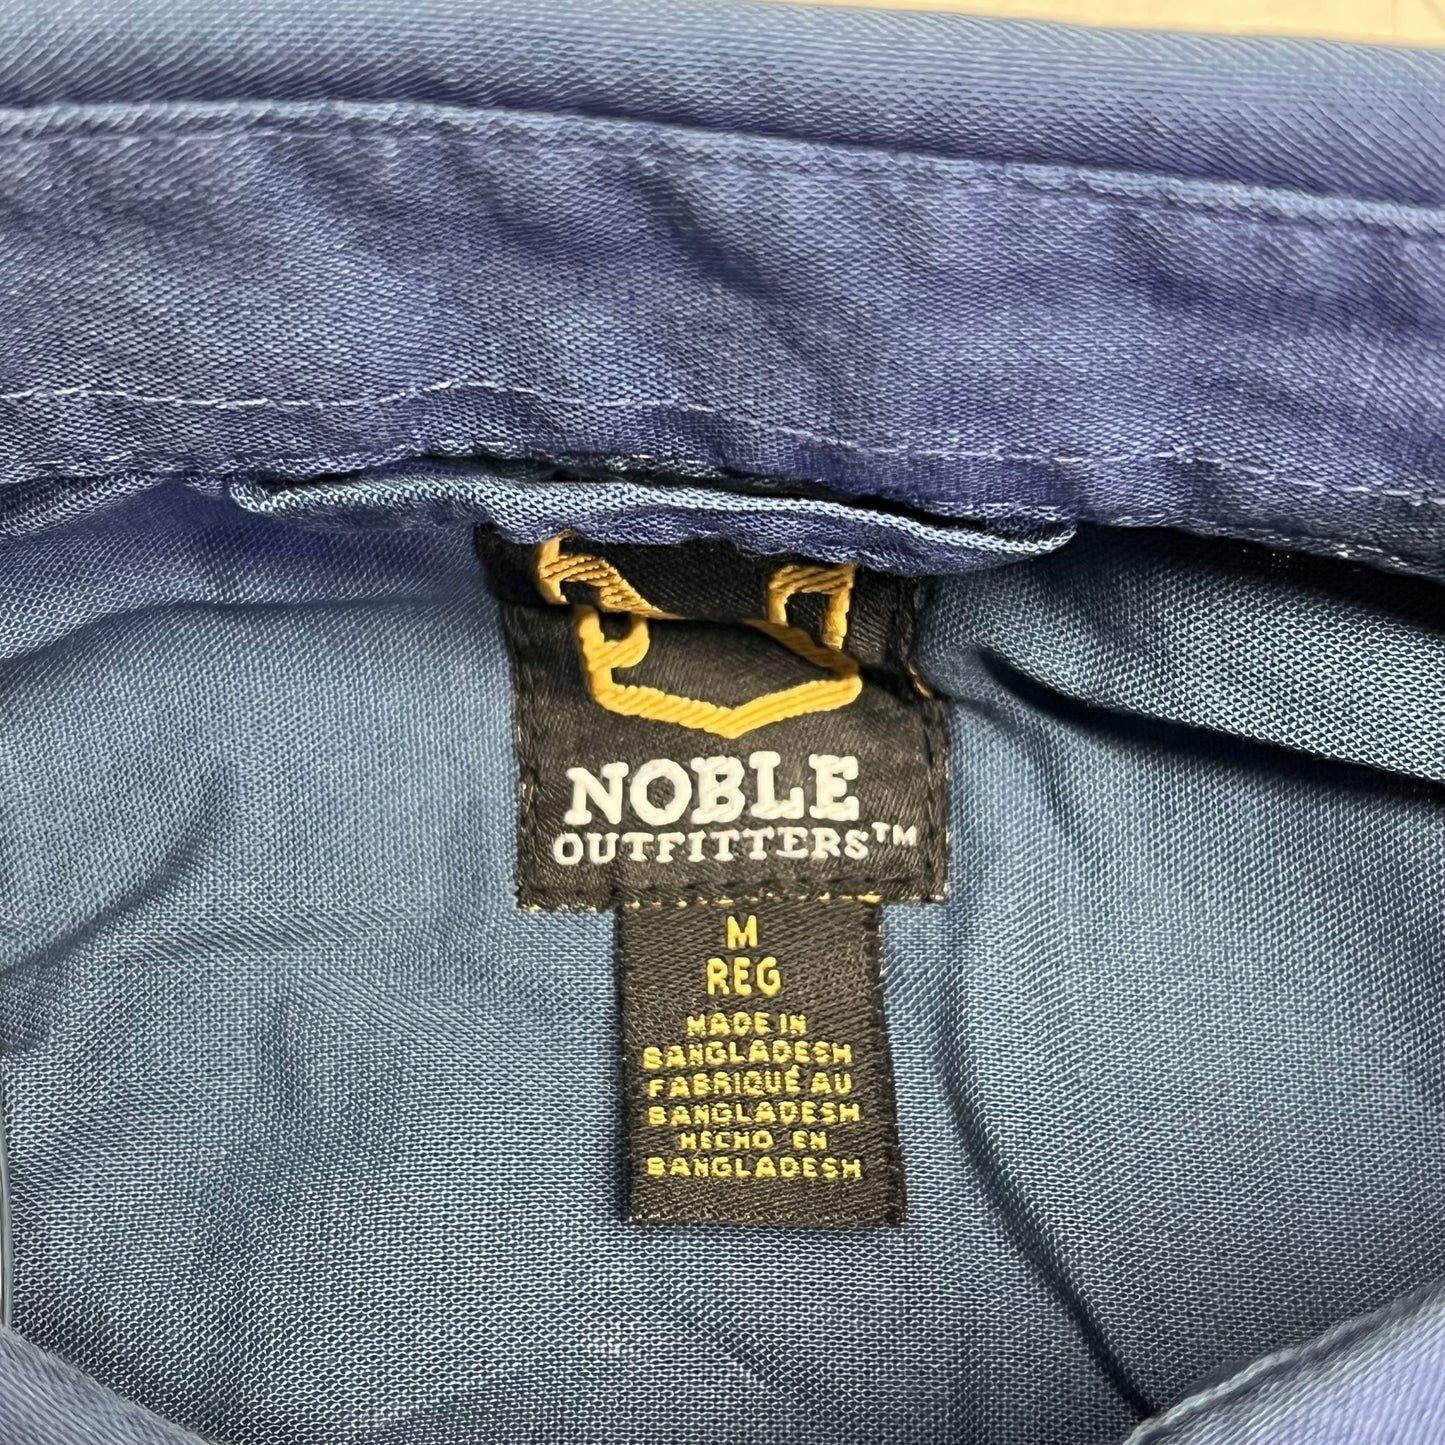 NOBLE
OUTFITTERS™
M
REG
MADE IN
BANGLADESH
FABRIQUÉ AU
BANGLADESH
HECHO EN
BANGLADESH